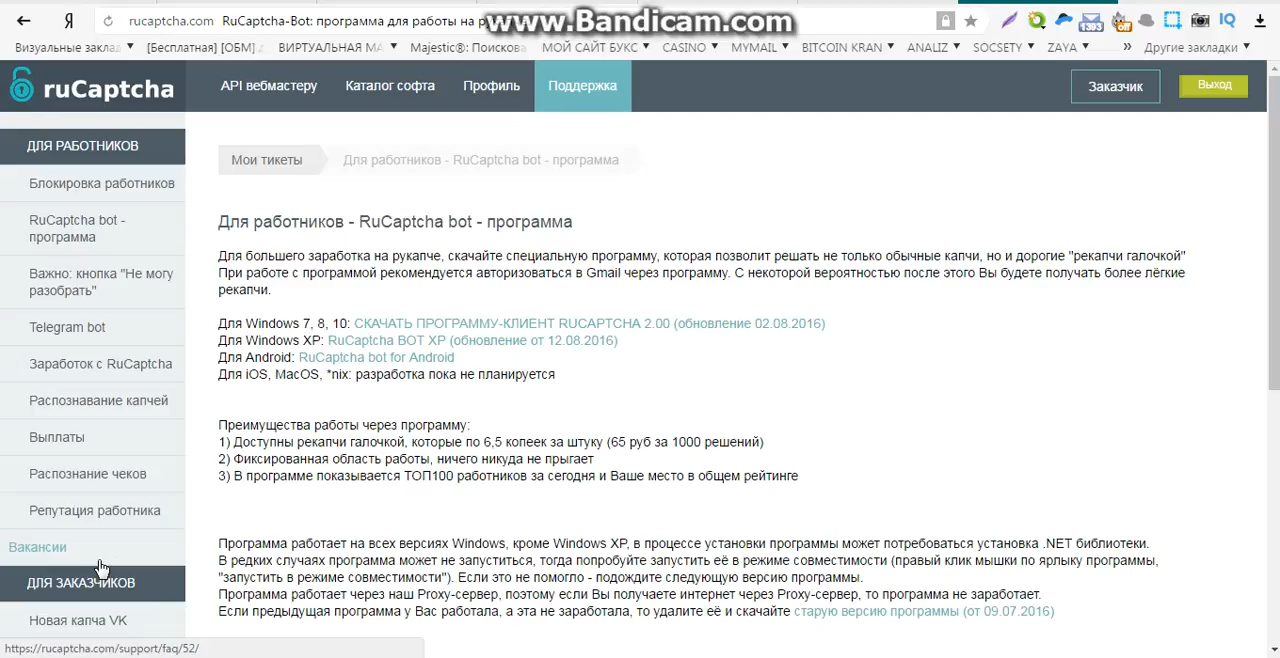 rucaptcha.com RuCaptcha-Bot: программа для работы на
www.Bandicam.com
Визуальные заклад
[Бесплатная] [ОБМ]
ВИРТУАЛЬНАЯ МА
Majestic®: Поискова
МОЙ САЙТ БУКС
CASINO
MYMAIL
BITCOIN KRAN
ANALIZ
SOCSETY
ZAYA
»
Другие закладки
1393
off
IQ
ruCaptcha
API вебмастеру
Каталог софта
Профиль
Поддержка
Заказчик
Выход
ДЛЯ РАБОТНИКОВ
Блокировка работников
RuCaptcha bot -
программа
Важно: кнопка "Не могу
разобрать"
Telegram bot
Заработок с RuCaptcha
Распознавание капчей
Выплаты
Распознание чеков
Репутация работника
Вакансии
ДЛЯ ЗАКАЗЧИКОВ
Новая капча VK
https://rucaptcha.com/support/faq/52/
Мои тикеты
Для работников - RuCaptcha bot - программа
Для работников - RuCaptcha bot - программа
Для большего заработка на рукапче, скачайте специальную программу, которая позволит решать не только обычные капчи, но и дорогие "рекапчи галочкой"
При работе с программой рекомендуется авторизоваться в Gmail через программу. С некоторой вероятностью после этого Вы будете получать более лёгкие
рекапчи.
Для Windows 7, 8, 10: СКАЧАТЬ ПРОГРАММУ-КЛИЕНТ RUCAPTCHA 2.00 (обновление 02.08.2016)
Для Windows XP: RuCaptcha BOT XP (обновление от 12.08.2016)
Для Android: RuCaptcha bot for Android
Для iOS, MacOS, *nix: разработка пока не планируется
Преимущества работы через программу:
1) Доступны рекапчи галочкой, которые по 6,5 копеек за штуку (65 руб за 1000 решений)
2) Фиксированная область работы, ничего никуда не прыгает
3) В программе показывается ТОП100 работников за сегодня и Ваше место в общем рейтинге
Программа работает на всех версиях Windows, кроме Windows XP, в процессе установки программы может потребоваться установка .NET библиотеки.
В редких случаях программа может не запуститься, тогда попробуйте запустить её в режиме совместимости (правый клик мышки по ярлыку программы,
"запустить в режиме совместимости"). Если это не помогло - подождите следующую версию программы.
Программа работает через наш Proxy-сервер, поэтому если Вы получаете интернет через Proxy-сервер, то программа не заработает.
Если предыдущая программа у Вас работала, а эта не заработала, то удалите её и скачайте старую версию программы (от 09.07.2016)